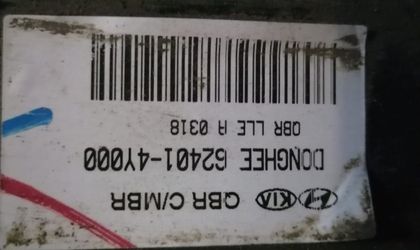 KIA QBR C/MBR
DONGHEE 62401-4Y000
QBR LLE A 0318